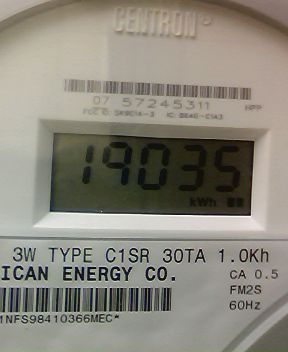 CENTRON
07 57245311 HPP
19035
kWh
3W TYPE C1SR 30TA 1.0Kh
ICAN ENERGY CO.
CA 0.5
FM2S
60Hz
1NFS98410366MEC*